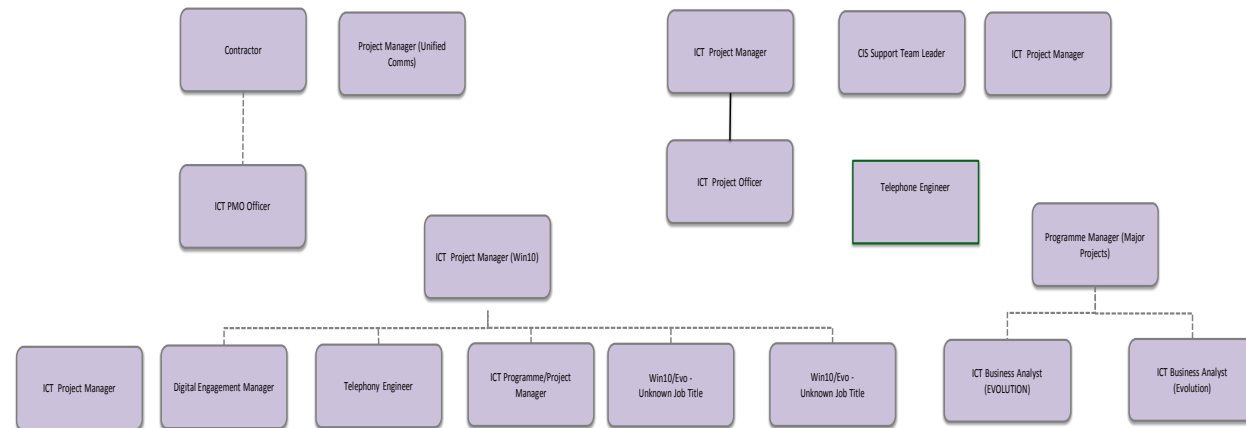 Contractor
Project Manager (Unified
Comms)
ICT Project Manager
CIS Support Team Leader
ICT Project Manager
ICT PMO Officer
ICT Project Officer
Telephone Engineer
ICT Project Manager (Win10)
Programme Manager (Major
Projects)
ICT Project Manager
Digital Engagement Manager
Telephony Engineer
ICT Programme/Project
Manager
Win10/Evo -
Unknown Job Title
Win10/Evo -
Unknown Job Title
ICT Business Analyst
(EVOLUTION)
ICT Business Analyst
(Evolution)